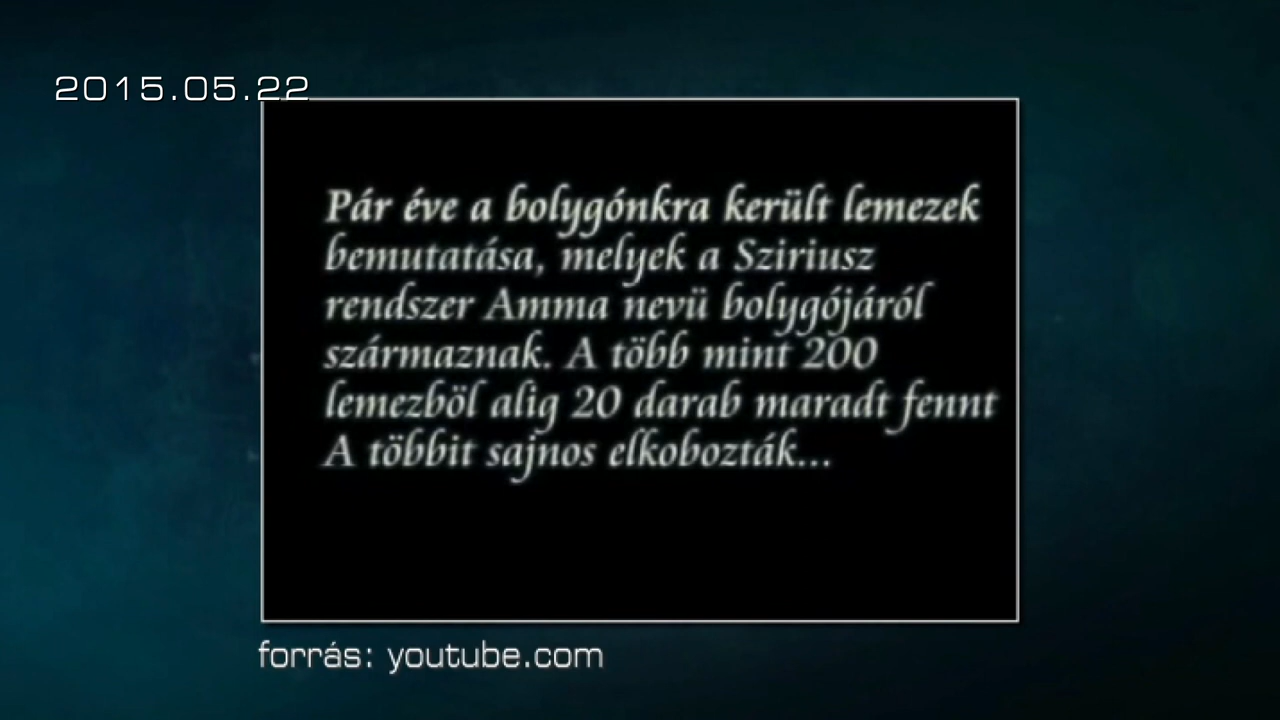 2015.05.22
Pár éve a bolygónkra került lemezek
bemutatása, melyek a Sziriusz
rendszer Amma nevü bolygójáról
származnak. A több mint 200
lemezböl alig 20 darab maradt fennt
A többit sajnos elkobozták...
forrás: youtube.com